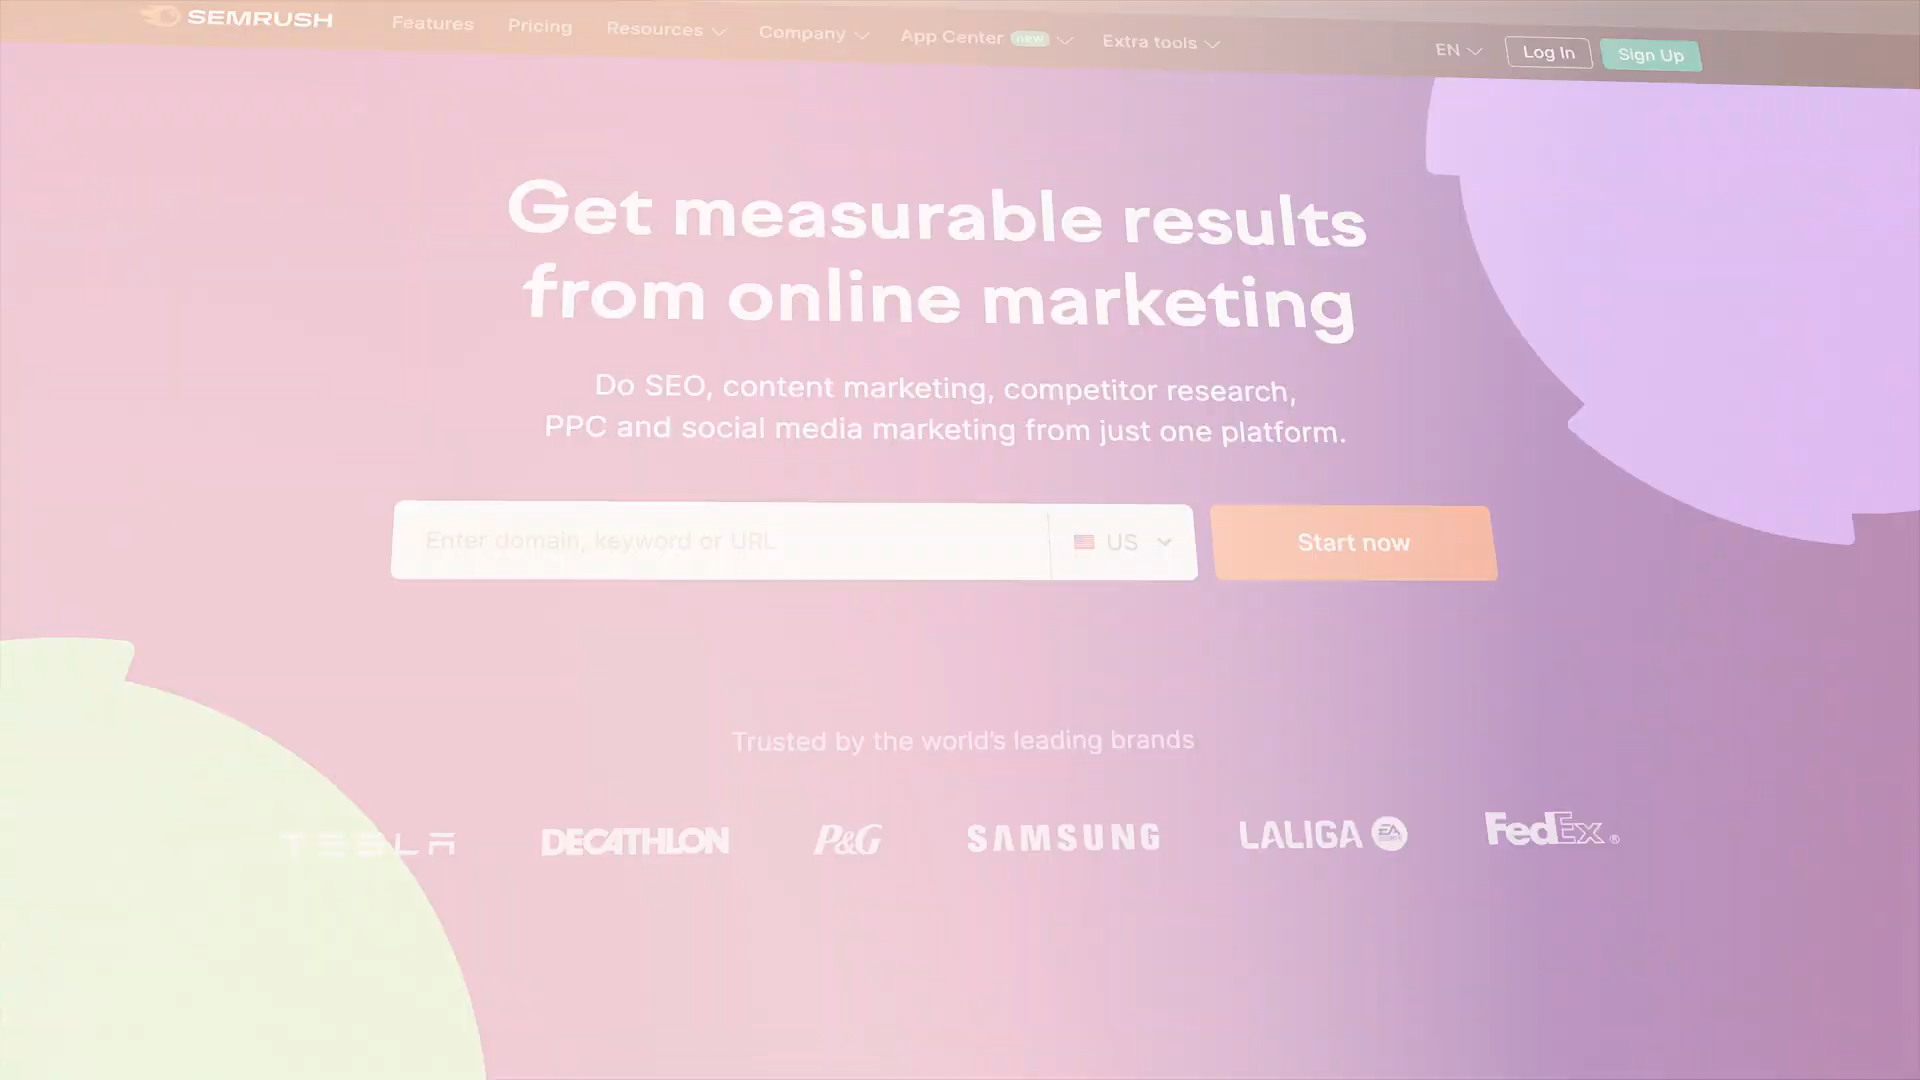 SEMRUSH
Features
Pricing
Resources
Company
App Center new
Extra tools
EN
Log In
Sign Up
Get measurable results
from online marketing
Do SEO, content marketing, competitor research,
PPC and social media marketing from just one platform.
Enter domain, keyword or URL
US
Start now
Trusted by the world's leading brands
TESLA
DECATHLON
P&G
SAMSUNG
LALIGA EA
FedEx®